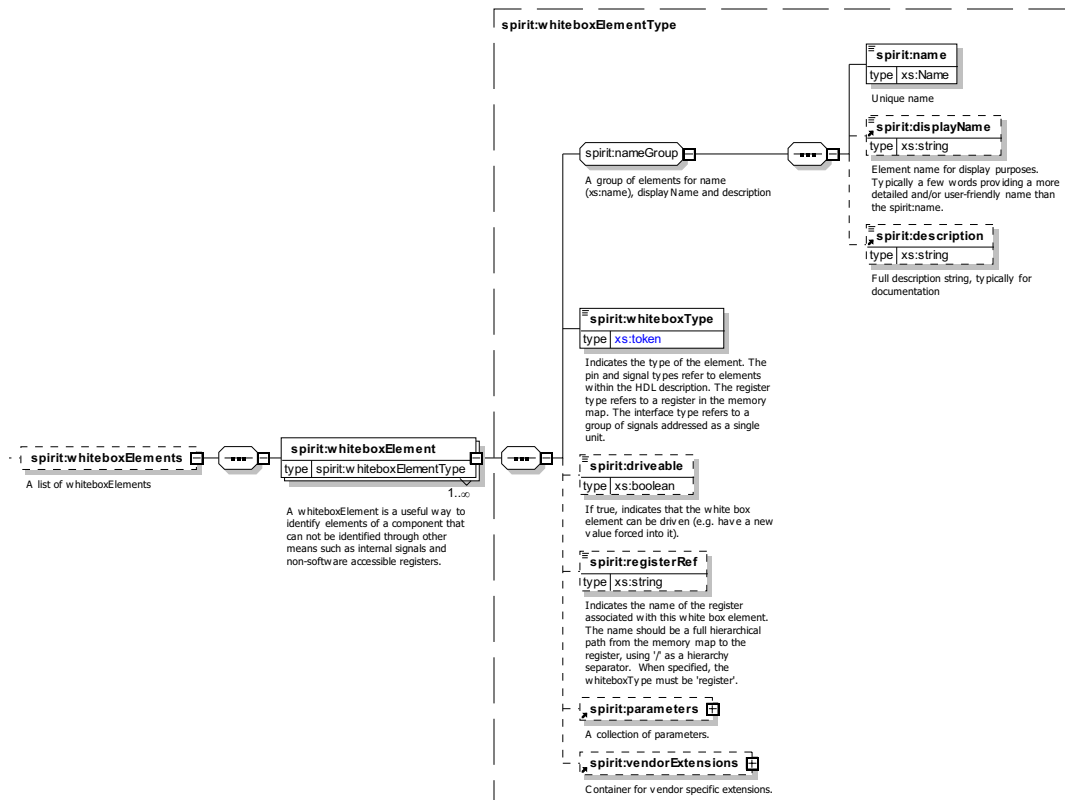 spirit:whiteboxElementType
spirit:name
type xs:Name
Unique name
spirit:displayName
type xs:string
Element name for display purposes.
Typically a few words providing a more
detailed and/or user-friendly name than
the spirit:name.
spirit:nameGroup
A group of elements for name
(xs:name), displayName and description
spirit:description
type xs:string
Full description string, typically for
documentation
spirit:whiteboxType
type xs:token
Indicates the type of the element. The
pin and signal types refer to elements
within the HDL description. The register
type refers to a register in the memory
map. The interface type refers to a
group of signals addressed as a single
unit.
spirit:whiteboxElements
A list of whiteboxElements
spirit:whiteboxElement
type spirit:whiteboxElementType
1..∞
A whiteboxElement is a useful way to
identify elements of a component that
can not be identified through other
means such as internal signals and
non-software accessible registers.
spirit:driveable
type xs:boolean
If true, indicates that the white box
element can be driven (e.g. have a new
value forced into it).
spirit:registerRef
type xs:string
Indicates the name of the register
associated with this white box element.
The name should be a full hierarchical
path from the memory map to the
register, using '/' as a hierarchy
separator. When specified, the
whiteboxType must be 'register'.
spirit:parameters
A collection of parameters.
spirit:vendorExtensions
Container for vendor specific extensions.